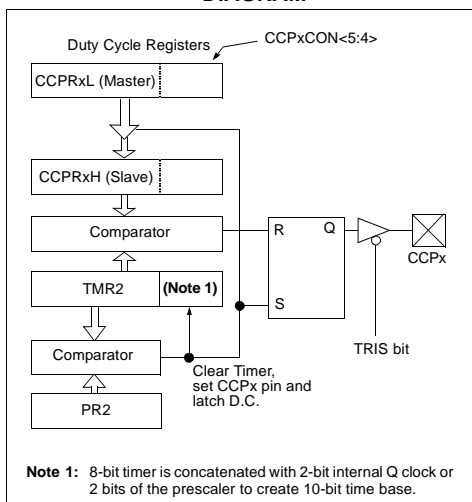 DIAGRAM
Duty Cycle Registers
CCPxCON<5:4>
CCPRxL (Master)
CCPRxH (Slave)
Comparator
R
Q
S
CCPx
TMR2
(Note 1)
TRIS bit
Comparator
Clear Timer,
set CCPx pin and
latch D.C.
PR2
Note 1: 8-bit timer is concatenated with 2-bit internal Q clock or
2 bits of the prescaler to create 10-bit time base.